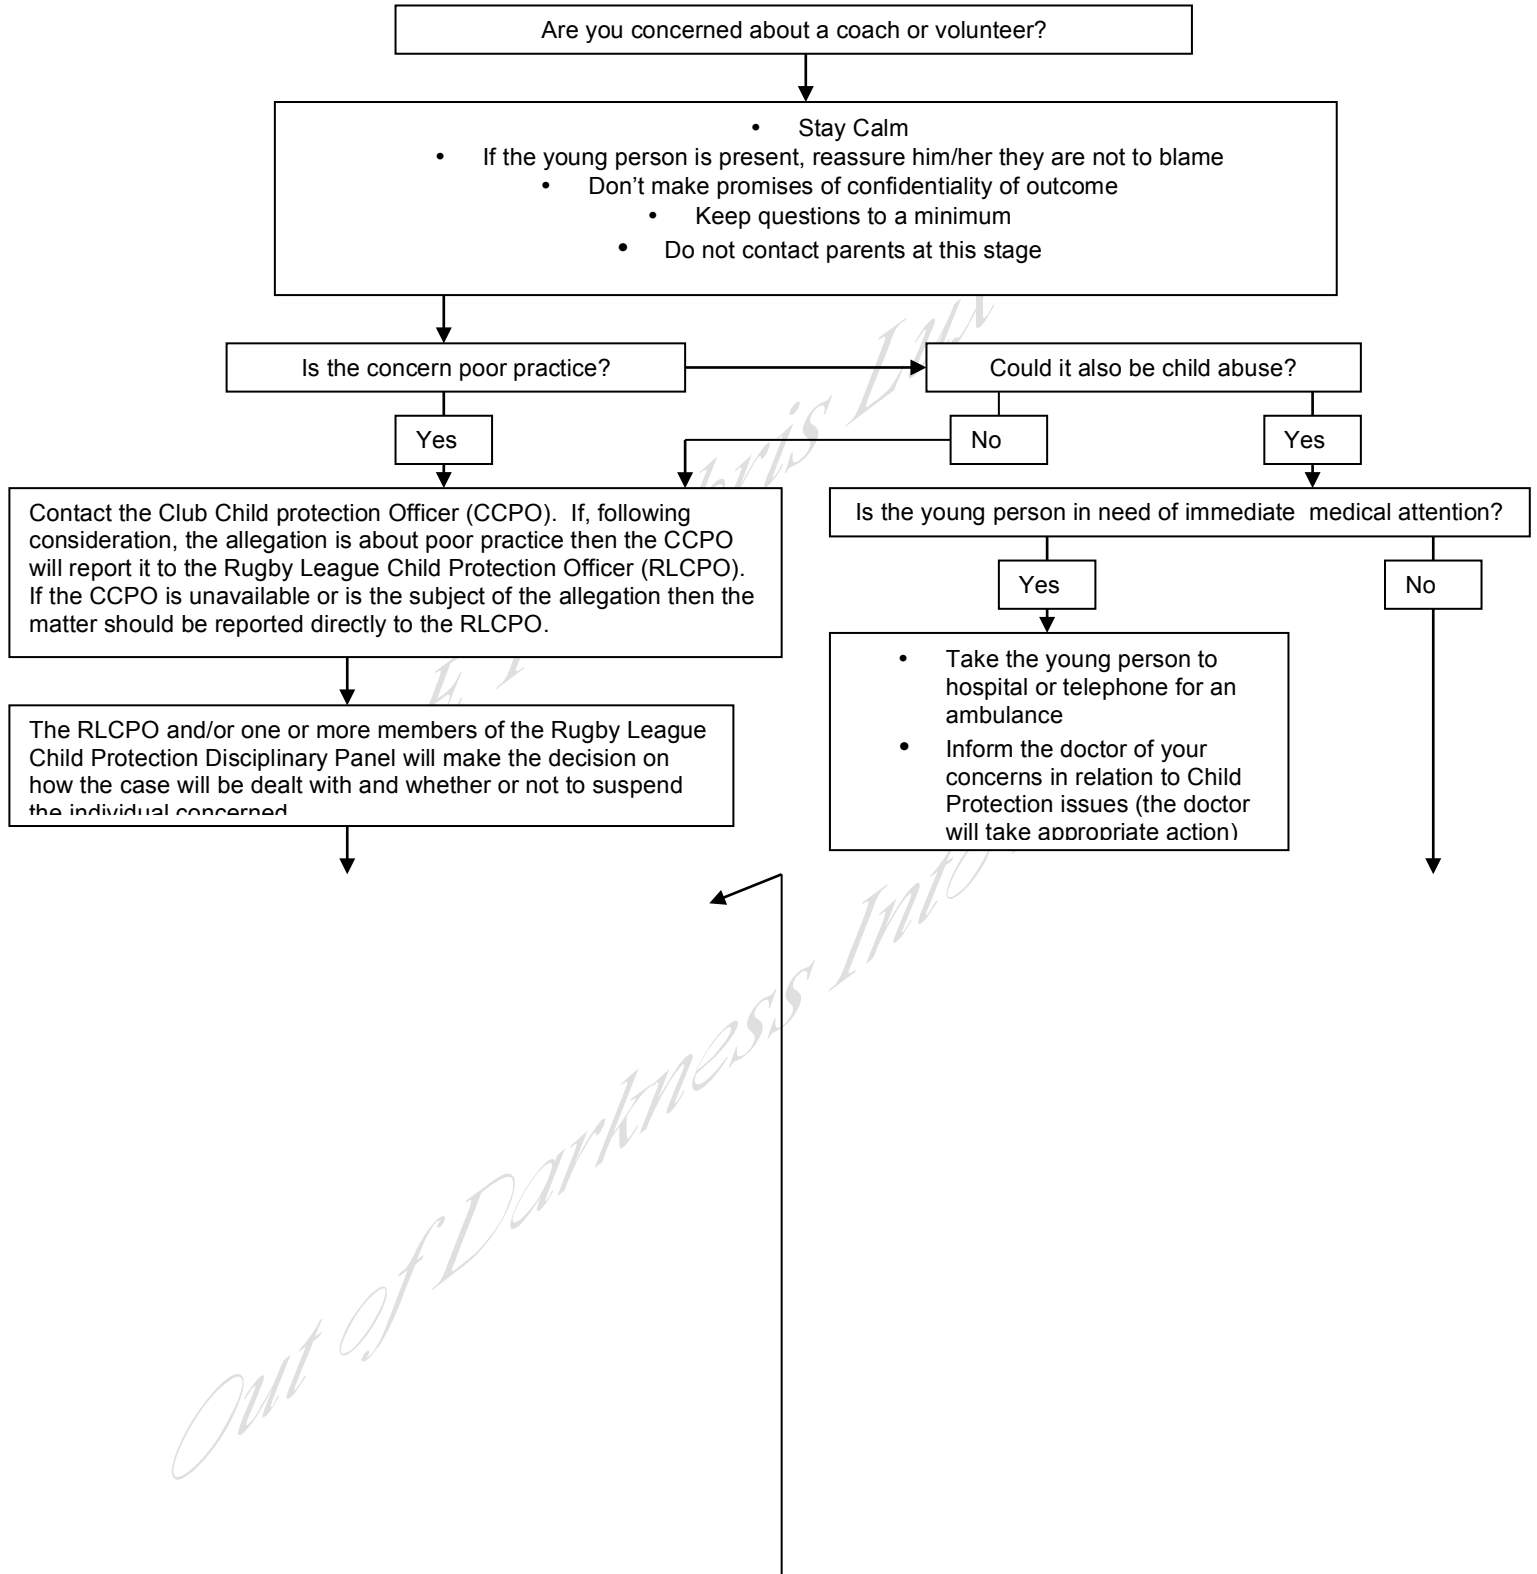 Are you concerned about a coach or volunteer?
• Stay Calm
• If the young person is present, reassure him/her they are not to blame
• Don't make promises of confidentiality of outcome
• Keep questions to a minimum
• Do not contact parents at this stage
Is the concern poor practice?
Could it also be child abuse?
Yes
No
Yes
Contact the Club Child protection Officer (CCPO). If, following
consideration, the allegation is about poor practice then the CCPO
will report it to the Rugby League Child Protection Officer (RLCPO).
If the CCPO is unavailable or is the subject of the allegation then the
matter should be reported directly to the RLCPO.
Is the young person in need of immediate medical attention?
Yes
No
• Take the young person to
hospital or telephone for an
ambulance
• Inform the doctor of your
concerns in relation to Child
Protection issues (the doctor
will take appropriate action)
The RLCPO and/or one or more members of the Rugby League
Child Protection Disciplinary Panel will make the decision on
how the case will be dealt with and whether or not to suspend
the individual concerned
Out of Darkness Into